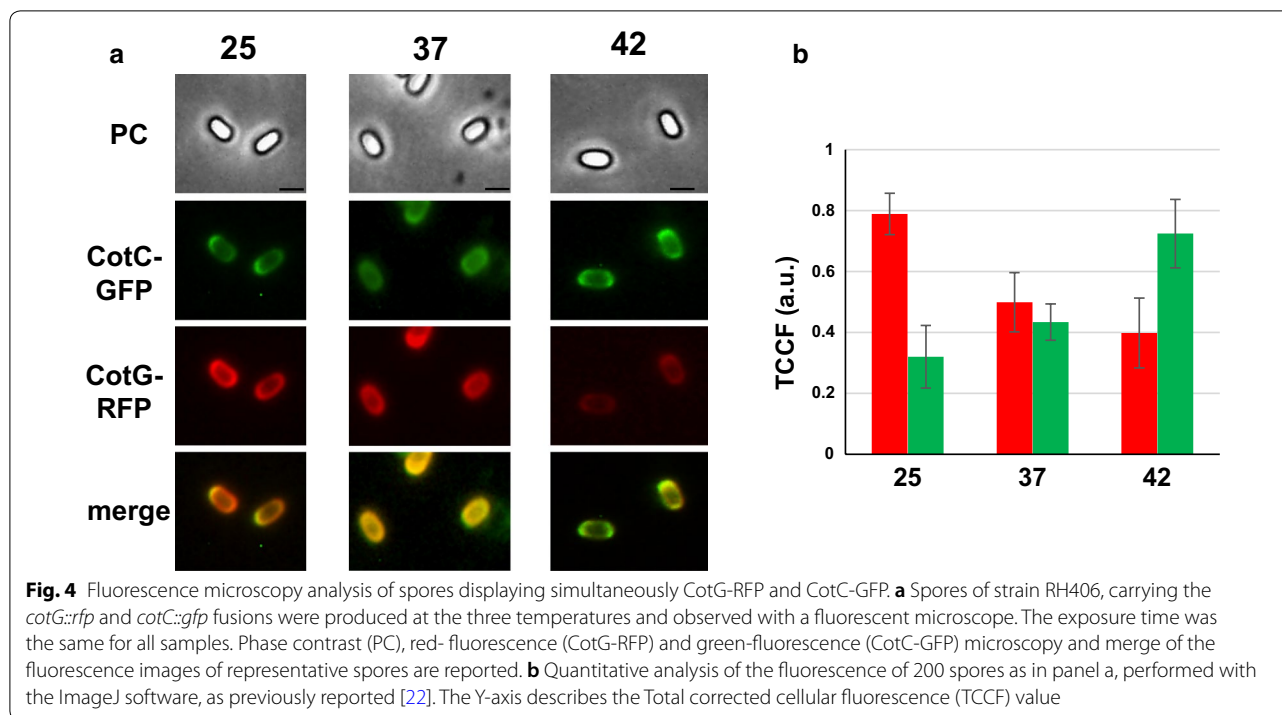 a
25 37 42
PC
CotC-
GFP
CotG-
RFP
merge
b
TCCF (a.u.)
1
0.8
0.6
0.4
0.2
0
25 37 42
Fig. 4 Fluorescence microscopy analysis of spores displaying simultaneously CotG-RFP and CotC-GFP. a Spores of strain RH406, carrying the
cotG::rfp and cotC::gfp fusions were produced at the three temperatures and observed with a fluorescent microscope. The exposure time was
the same for all samples. Phase contrast (PC), red- fluorescence (CotG-RFP) and green-fluorescence (CotC-GFP) microscopy and merge of the
fluorescence images of representative spores are reported. b Quantitative analysis of the fluorescence of 200 spores as in panel a, performed with
the ImageJ software, as previously reported [22]. The Y-axis describes the Total corrected cellular fluorescence (TCCF) value